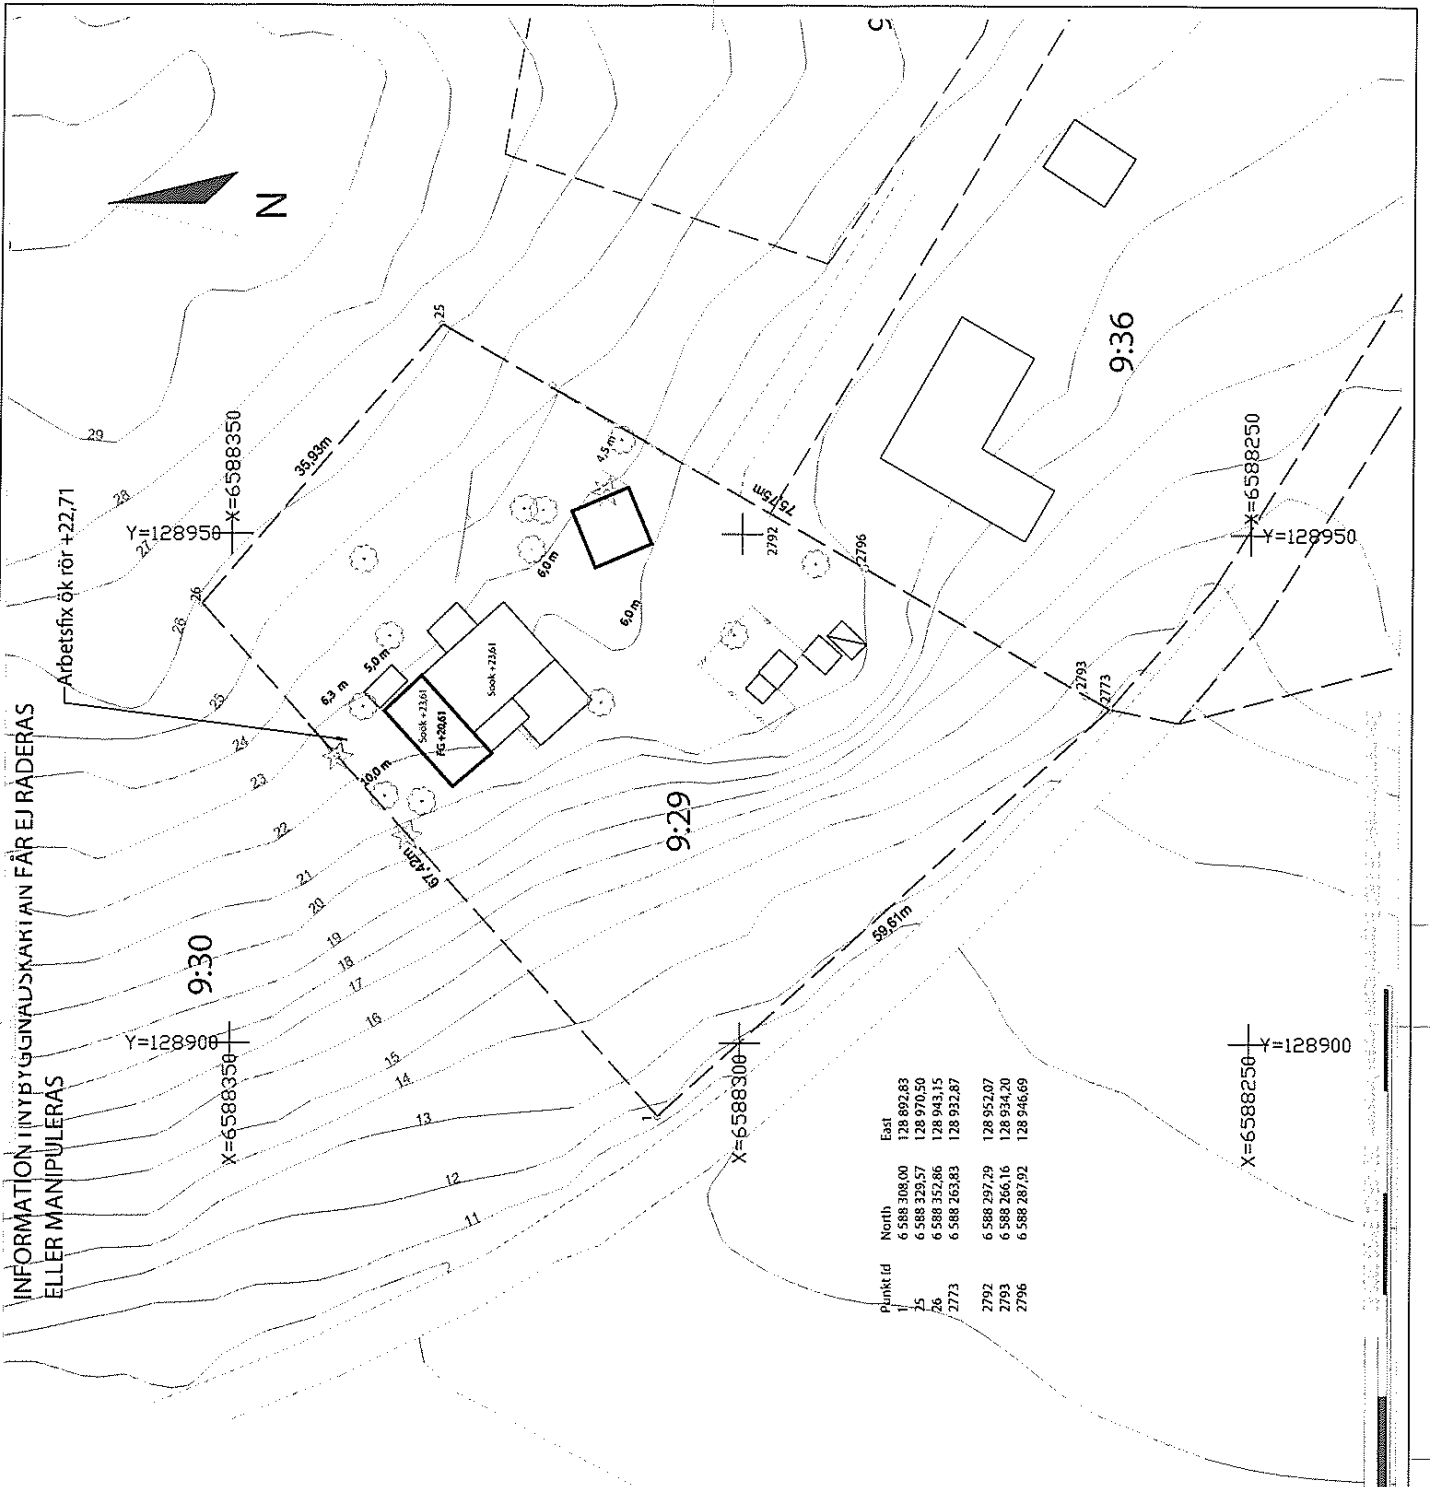 INFORMATION I NYBYGGNADSKARTAN FÅR EJ RADERAS
ELLER MANIPULERAS
Arbetsfix ök rör +22,71
N
29
28
27
26
26
25
25
24
23
22
21
20
19
18
17
16
15
14
13
12
11
Y=128950
X=6588350
36,93m
6,3 m
5,0 m
10,0 m
67,42m
Sook +23,61
FG +20,61
Sook +23,61
6,0 m
4,5 m
6,0 m
75,75m
2792
2796
2793
2773
59,61m
9:30
9:29
9:36
Y=128900
X=6588350
X=6588300
1
X=6588250
Y=128950
X=6588250
Y=128900
Punkt Id North East
1 6 588 308,00 128 892,83
25 6 588 329,57 128 970,50
26 6 588 352,86 128 943,15
2773 6 588 263,83 128 932,87
2792 6 588 297,29 128 952,07
2793 6 588 266,16 128 934,20
2796 6 588 287,92 128 946,69